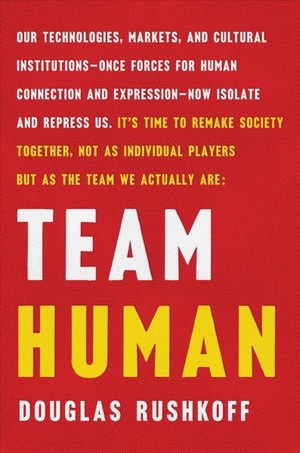 OUR TECHNOLOGIES, MARKETS, AND CULTURAL
INSTITUTIONS—ONCE FORCES FOR HUMAN
CONNECTION AND EXPRESSION—NOW ISOLATE
AND REPRESS US. IT'S TIME TO REMAKE SOCIETY
TOGETHER, NOT AS INDIVIDUAL PLAYERS
BUT AS THE TEAM WE ACTUALLY ARE:
TEAM
HUMAN
DOUGLAS RUSHKOFF